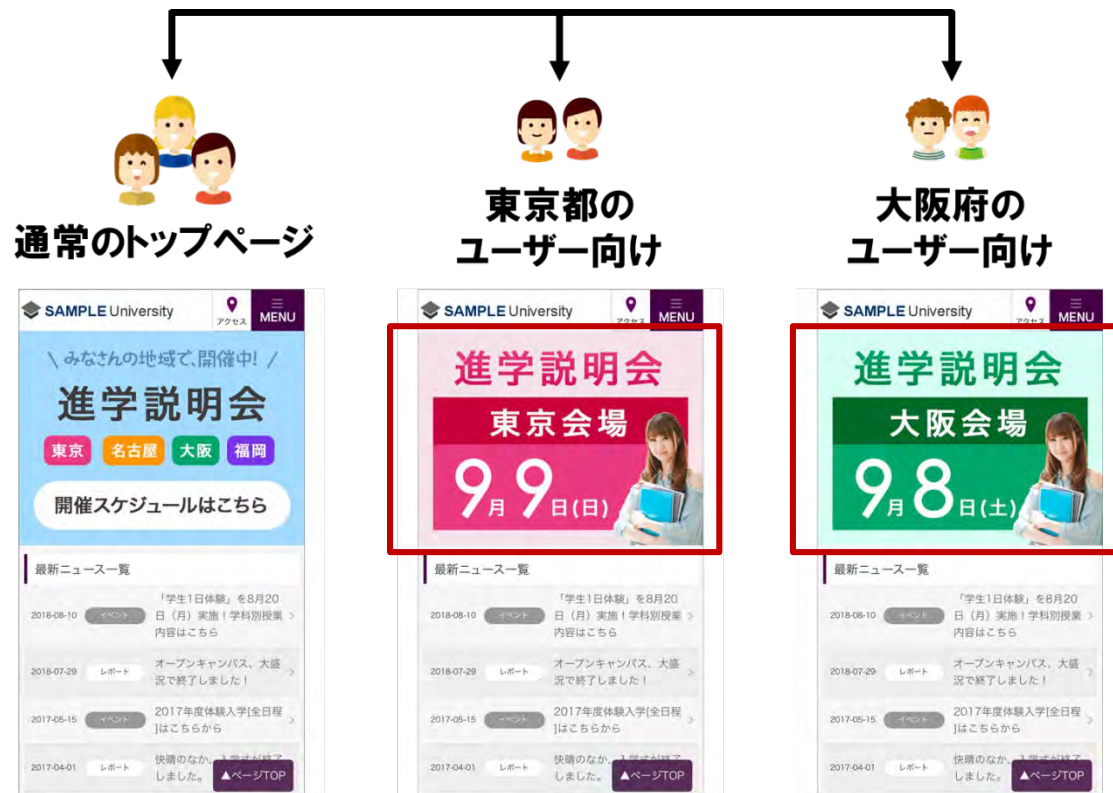 通常のトップページ
SAMPLE University
アクセス
MENU
\ みなさんの地域で、開催中! /
進学説明会
東京 名古屋 大阪 福岡
開催スケジュールはこちら
最新ニュース一覧
2018-08-10 イベント 「学生1日体験」を8月20
日（月）実施！学科別授業
内容はこちら
2018-07-29 レポート オープンキャンパス、大盛
況で終了しました！
2017-05-15 イベント 2017年度体験入学[全日程
]はこちらから
2017-04-01 レポート 快晴のなか、入学式が終了
しました。
▲ページTOP
東京都の
ユーザー向け
SAMPLE University
アクセス
MENU
進学説明会
東京会場
9月9日(日)
最新ニュース一覧
2018-08-10 イベント 「学生1日体験」を8月20
日（月）実施！学科別授業
内容はこちら
2018-07-29 レポート オープンキャンパス、大盛
況で終了しました！
2017-05-15 イベント 2017年度体験入学[全日程
]はこちらから
2017-04-01 レポート 快晴のなか、入学式が終了
しました。
▲ページTOP
大阪府の
ユーザー向け
SAMPLE University
アクセス
MENU
進学説明会
大阪会場
9月8日(土)
最新ニュース一覧
2018-08-10 イベント 「学生1日体験」を8月20
日（月）実施！学科別授業
内容はこちら
2018-07-29 レポート オープンキャンパス、大盛
況で終了しました！
2017-05-15 イベント 2017年度体験入学[全日程
]はこちらから
2017-04-01 レポート 快晴のなか、入学式が終了
しました。
▲ページTOP